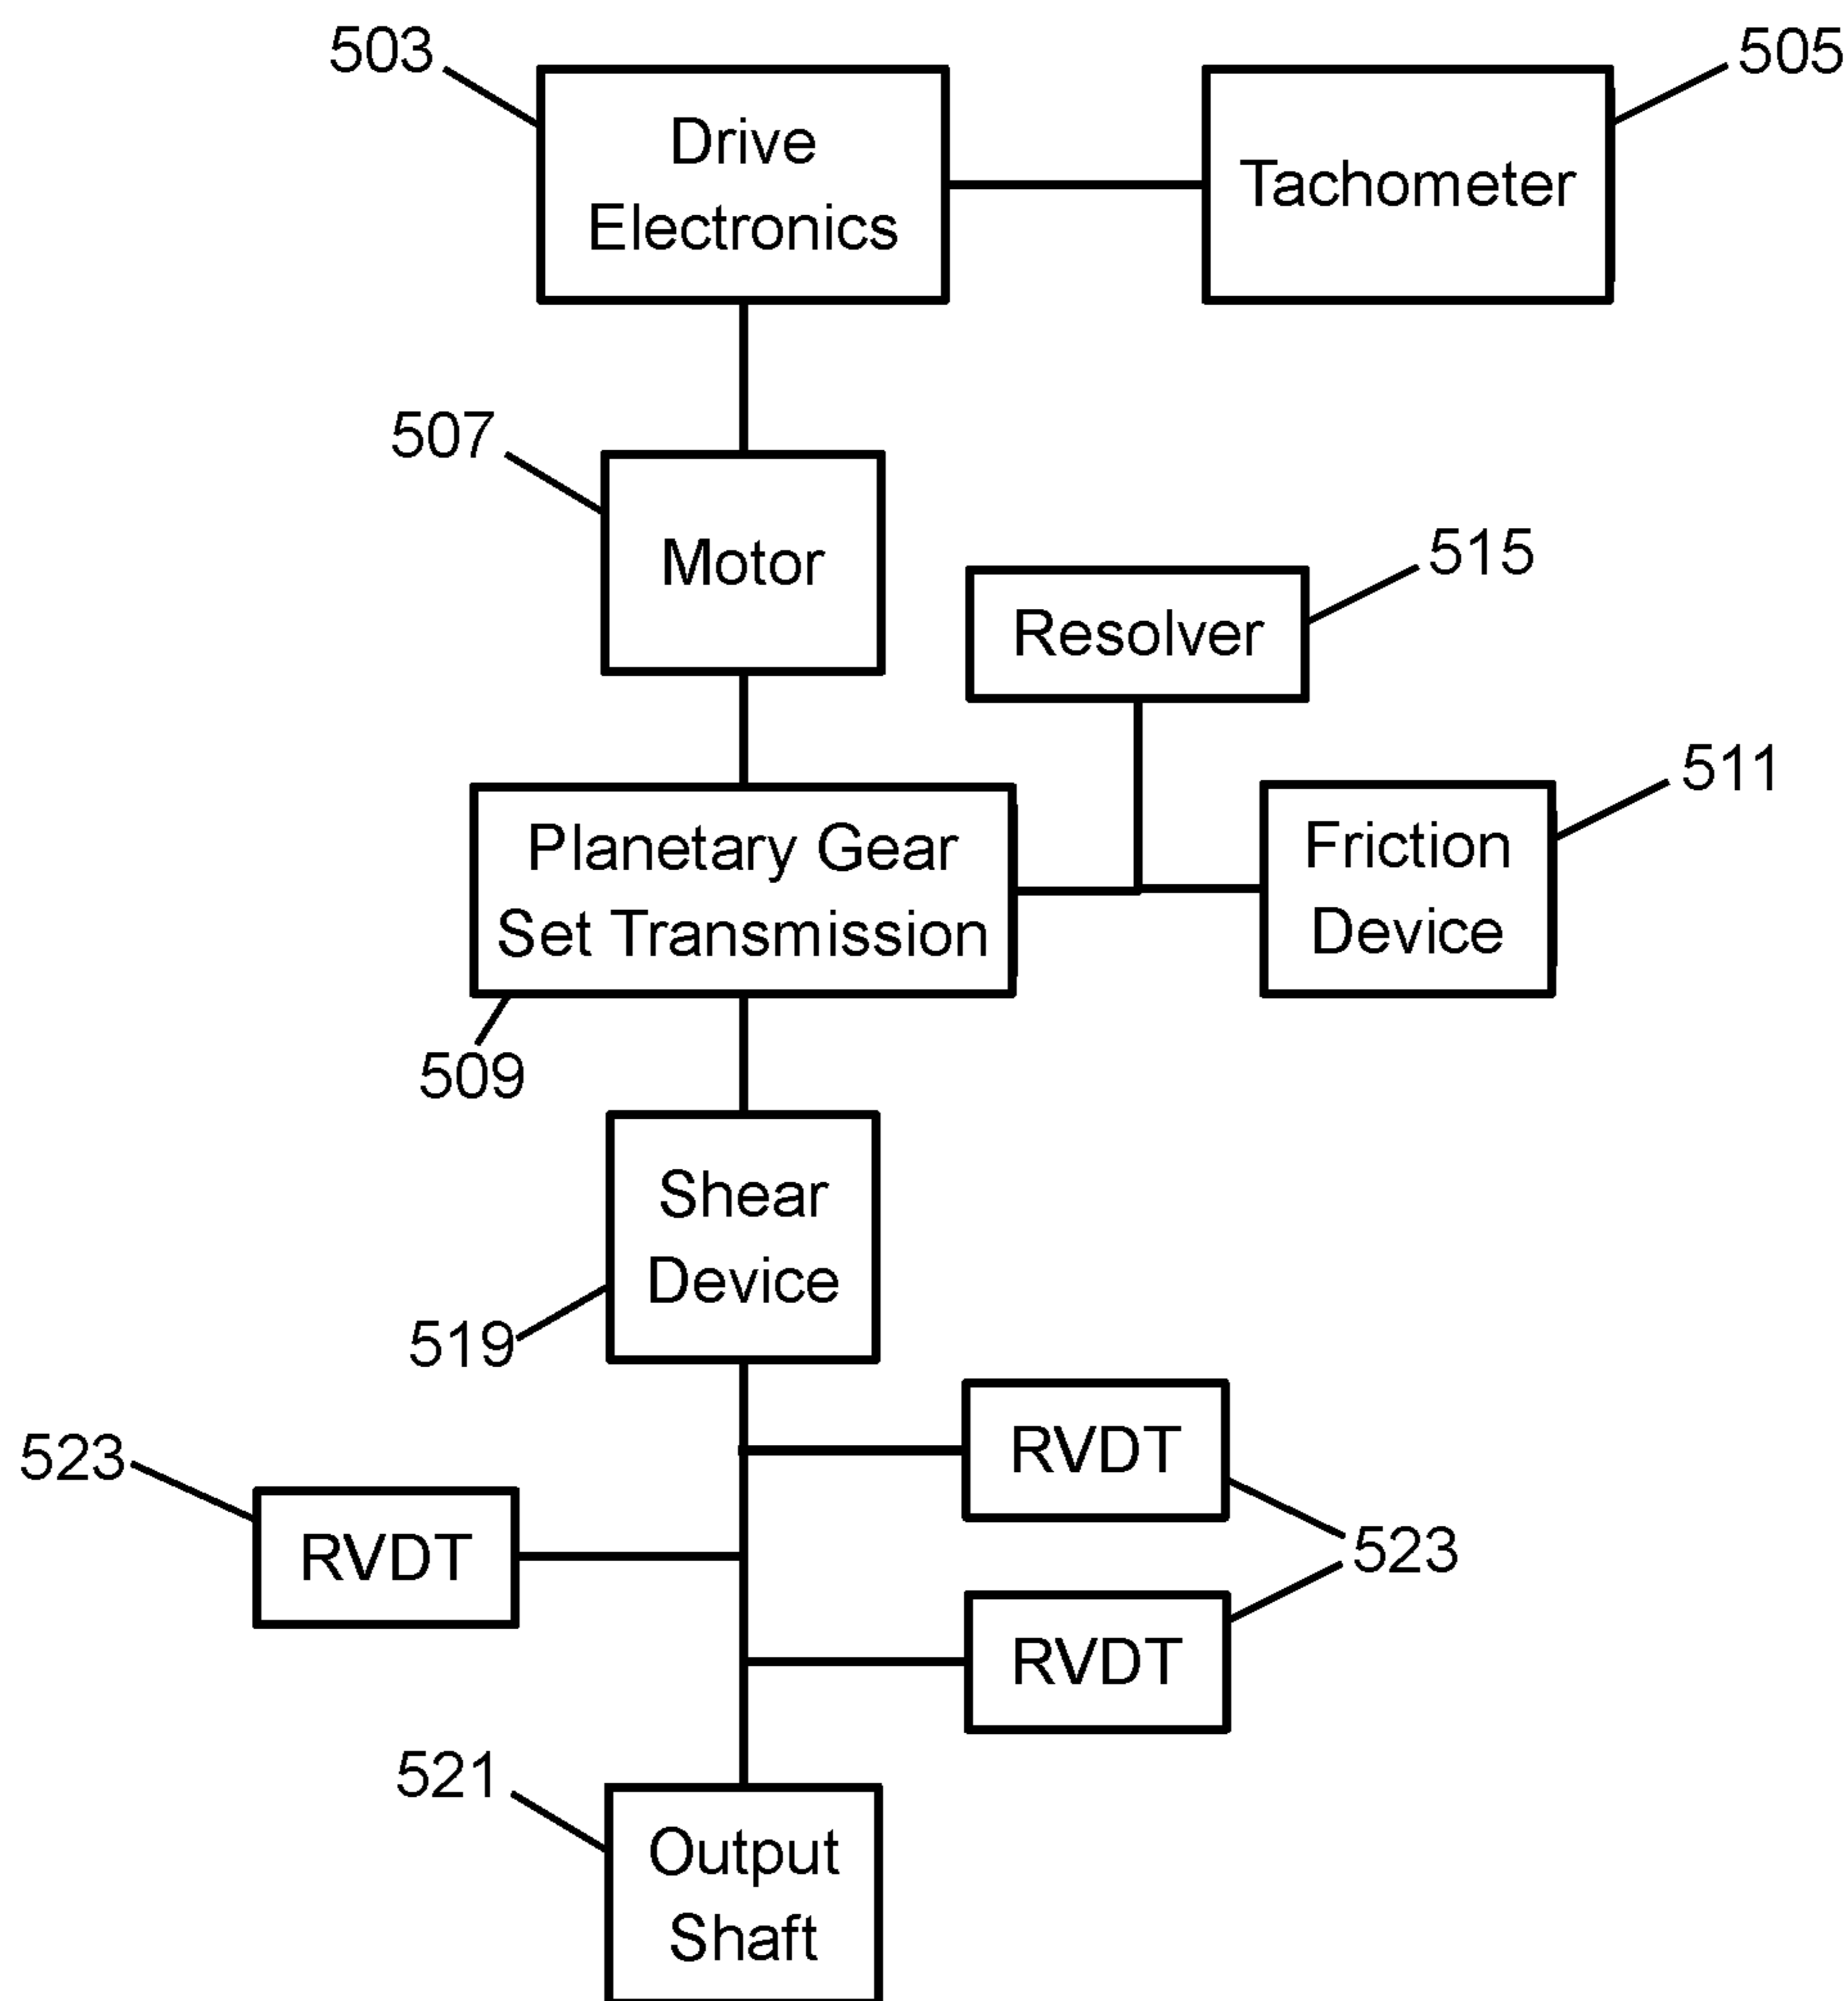 503
505
Drive
Electronics
Tachometer
507
Motor
515
Resolver
511
Planetary Gear
Set Transmission
Friction
Device
509
Shear
Device
519
523
RVDT
RVDT
523
RVDT
521
Output
Shaft